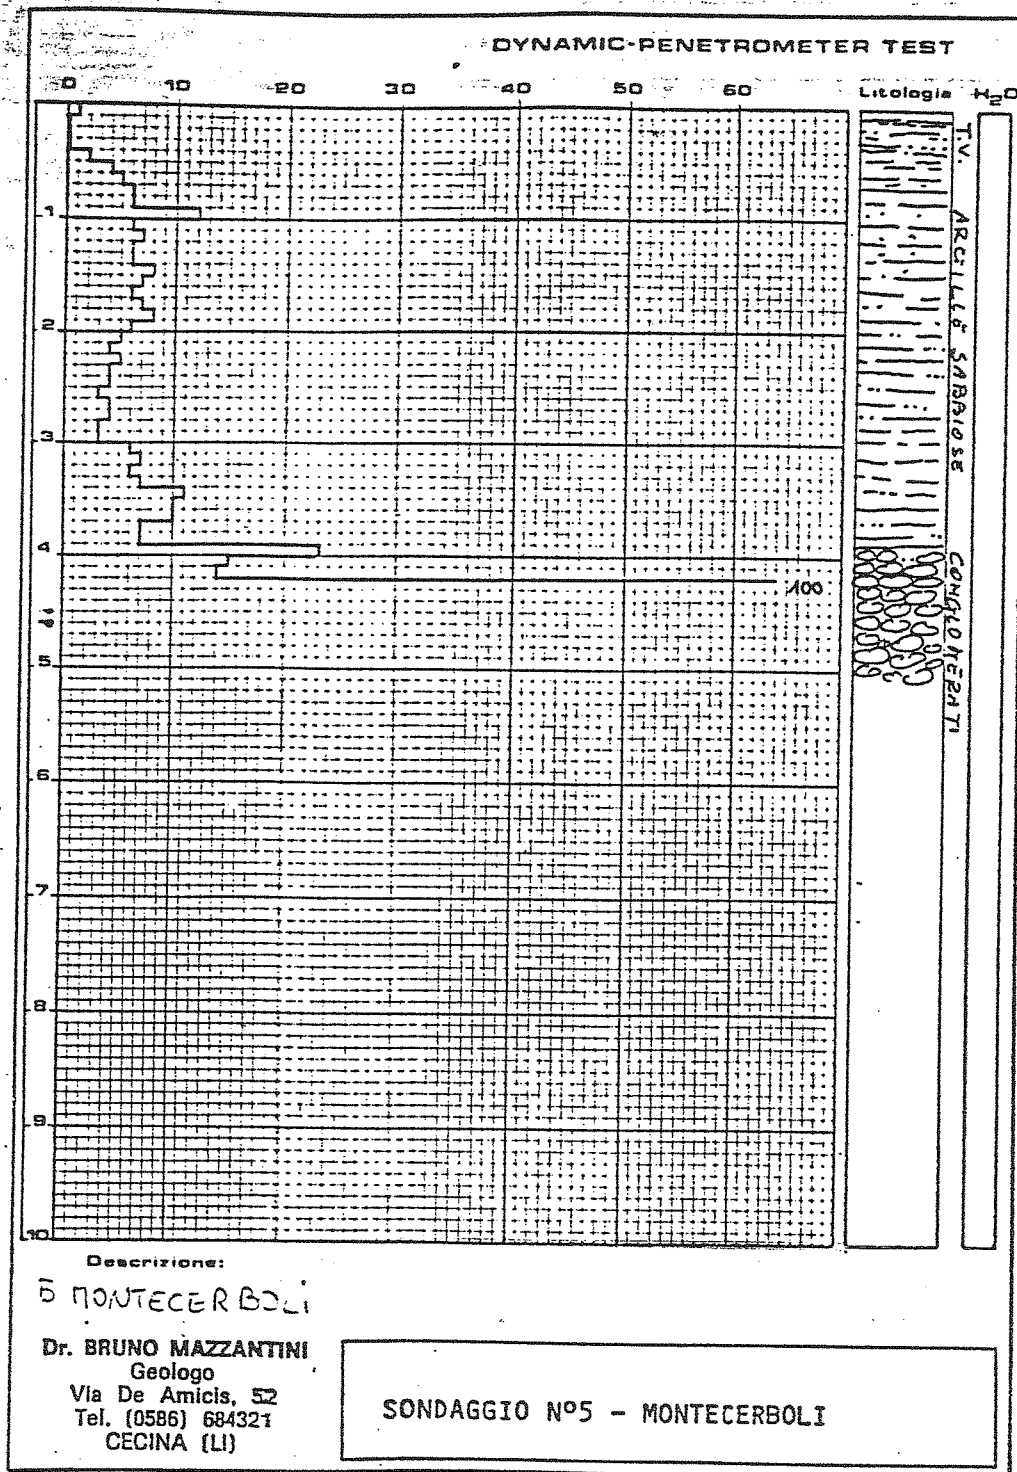 DYNAMIC-PENETROMETER TEST
0 10 20 30 40 50 60
Litologia H2O
T.V.
ARGILLE SABBIOSE
CONGLOMERATI
1
2
3
4
100
5
6
7
8
9
10
Descrizione:
5 MONTECERBOLI
Dr. BRUNO MAZZANTINI
Geologo
Via De Amicis, 52
Tel. (0586) 684321
CECINA (LI)
SONDAGGIO Nº5 - MONTECERBOLI